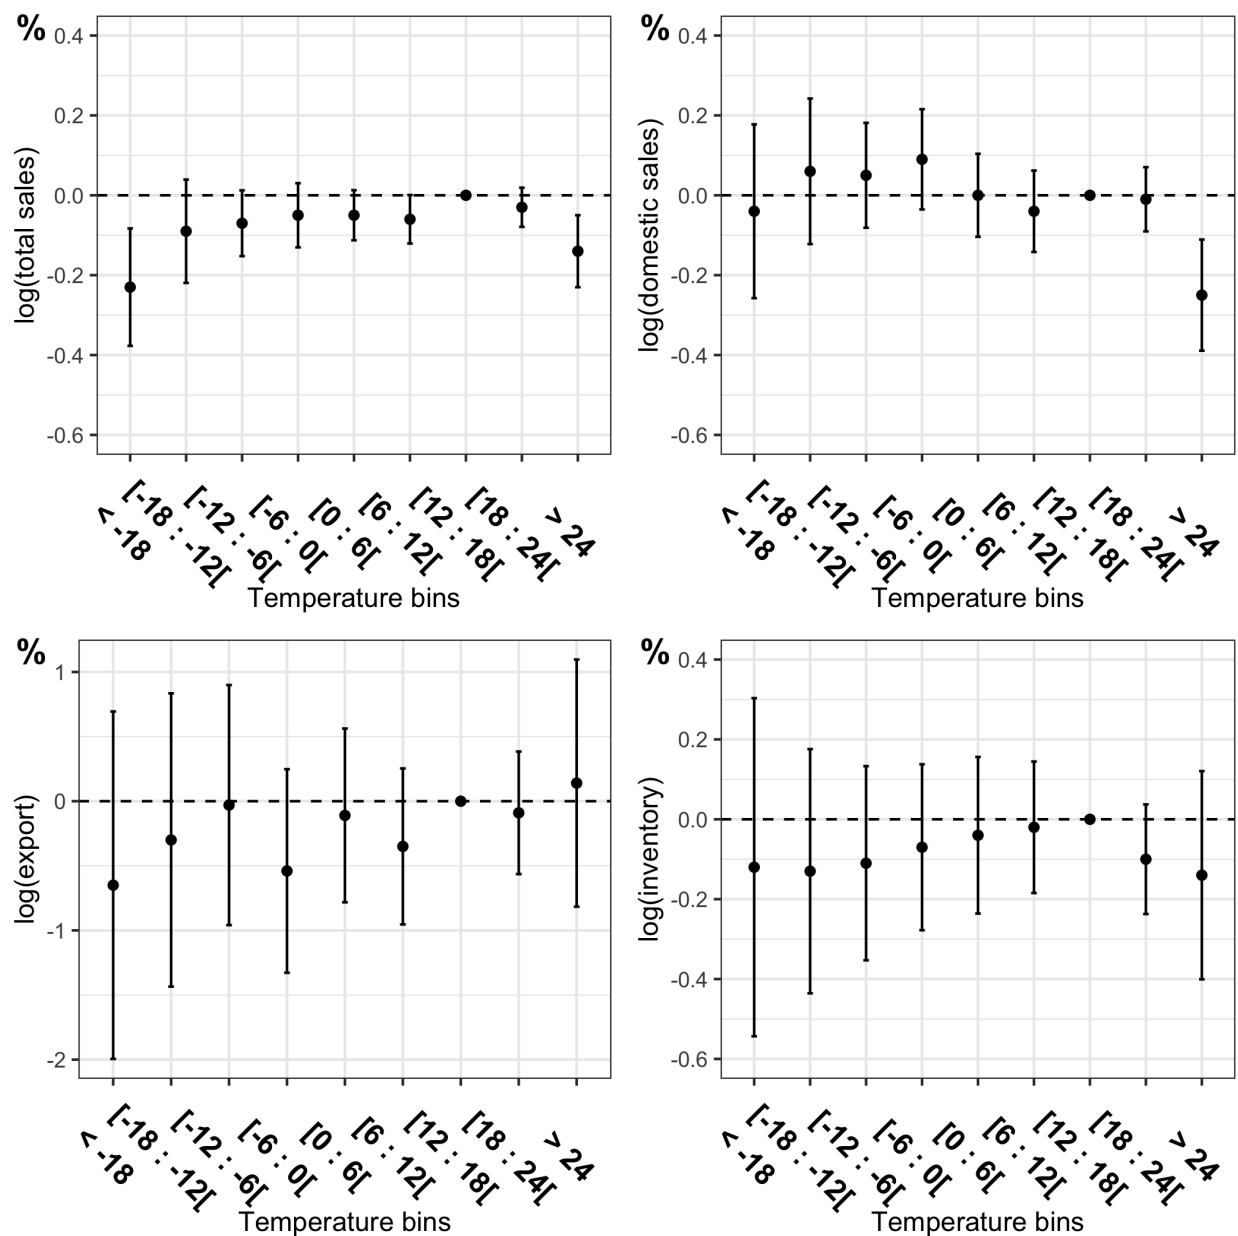 %
log(total sales)
0.4
0.2
0.0
-0.2
-0.4
-0.6
< -18
[-18 : -12[
[-12 : -6[
[-6 : 0[
[0 : 6[
[6 : 12[
[12 : 18[
[18 : 24[
> 24
Temperature bins
%
log(domestic sales)
0.4
0.2
0.0
-0.2
-0.4
-0.6
< -18
[-18 : -12[
[-12 : -6[
[-6 : 0[
[0 : 6[
[6 : 12[
[12 : 18[
[18 : 24[
> 24
Temperature bins
%
log(export)
1
0
-1
-2
< -18
[-18 : -12[
[-12 : -6[
[-6 : 0[
[0 : 6[
[6 : 12[
[12 : 18[
[18 : 24[
> 24
Temperature bins
%
log(inventory)
0.4
0.2
0.0
-0.2
-0.4
-0.6
< -18
[-18 : -12[
[-12 : -6[
[-6 : 0[
[0 : 6[
[6 : 12[
[12 : 18[
[18 : 24[
> 24
Temperature bins